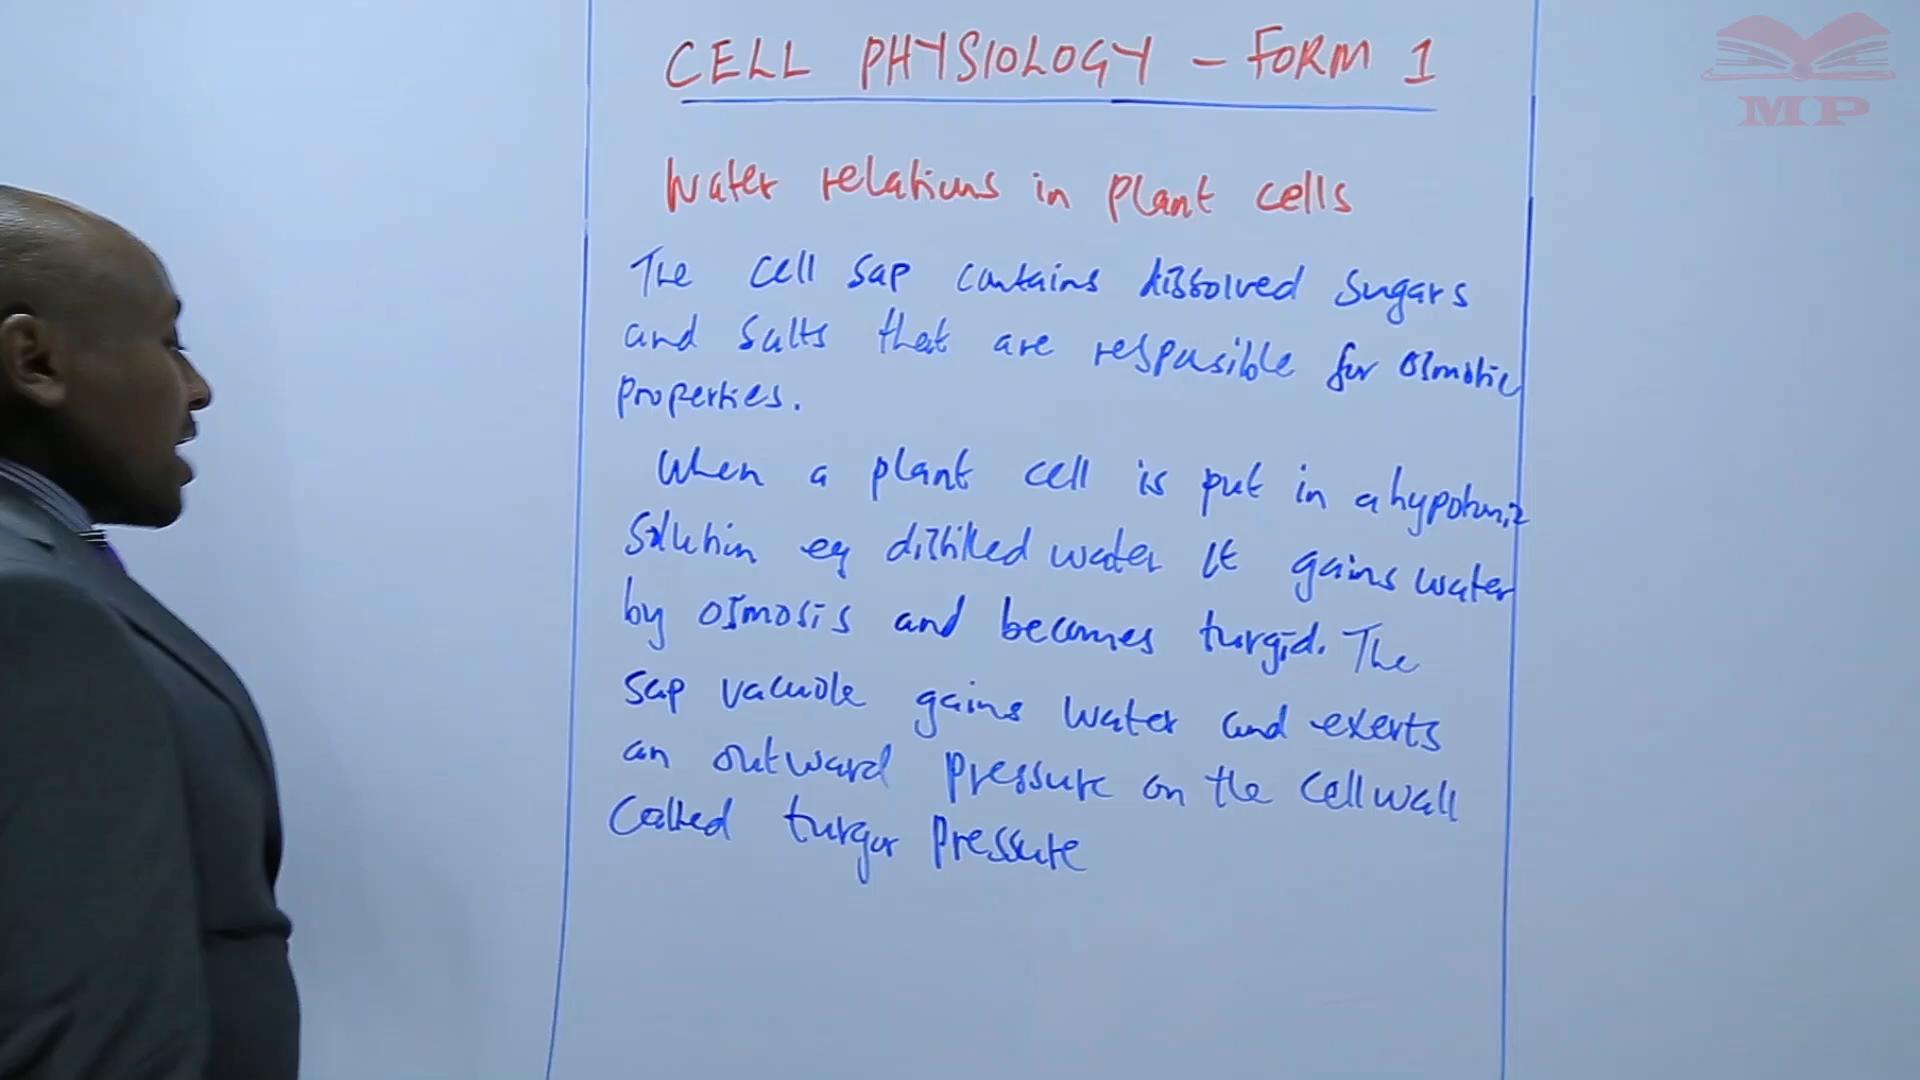 CELL PHYSIOLOGY - FORM 1
MP
Water relations in plant cells
The cell sap contains dissolved sugars
and salts that are responsible for osmotic
properties.
When a plant cell is put in a hypotonic
solution eg distilled water It gains water
by osmosis and becomes turgid. The
sap vacuole gains water and exerts
an outward pressure on the cell wall
called turgor pressure